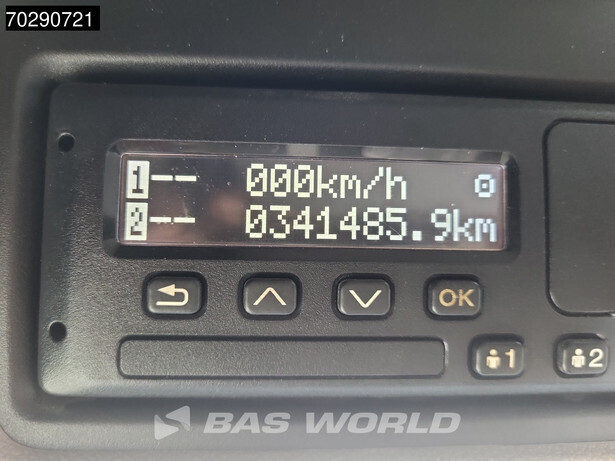 70290721
1-- 000km/h
2-- 0341485.9km
OK
1
2
BAS WORLD